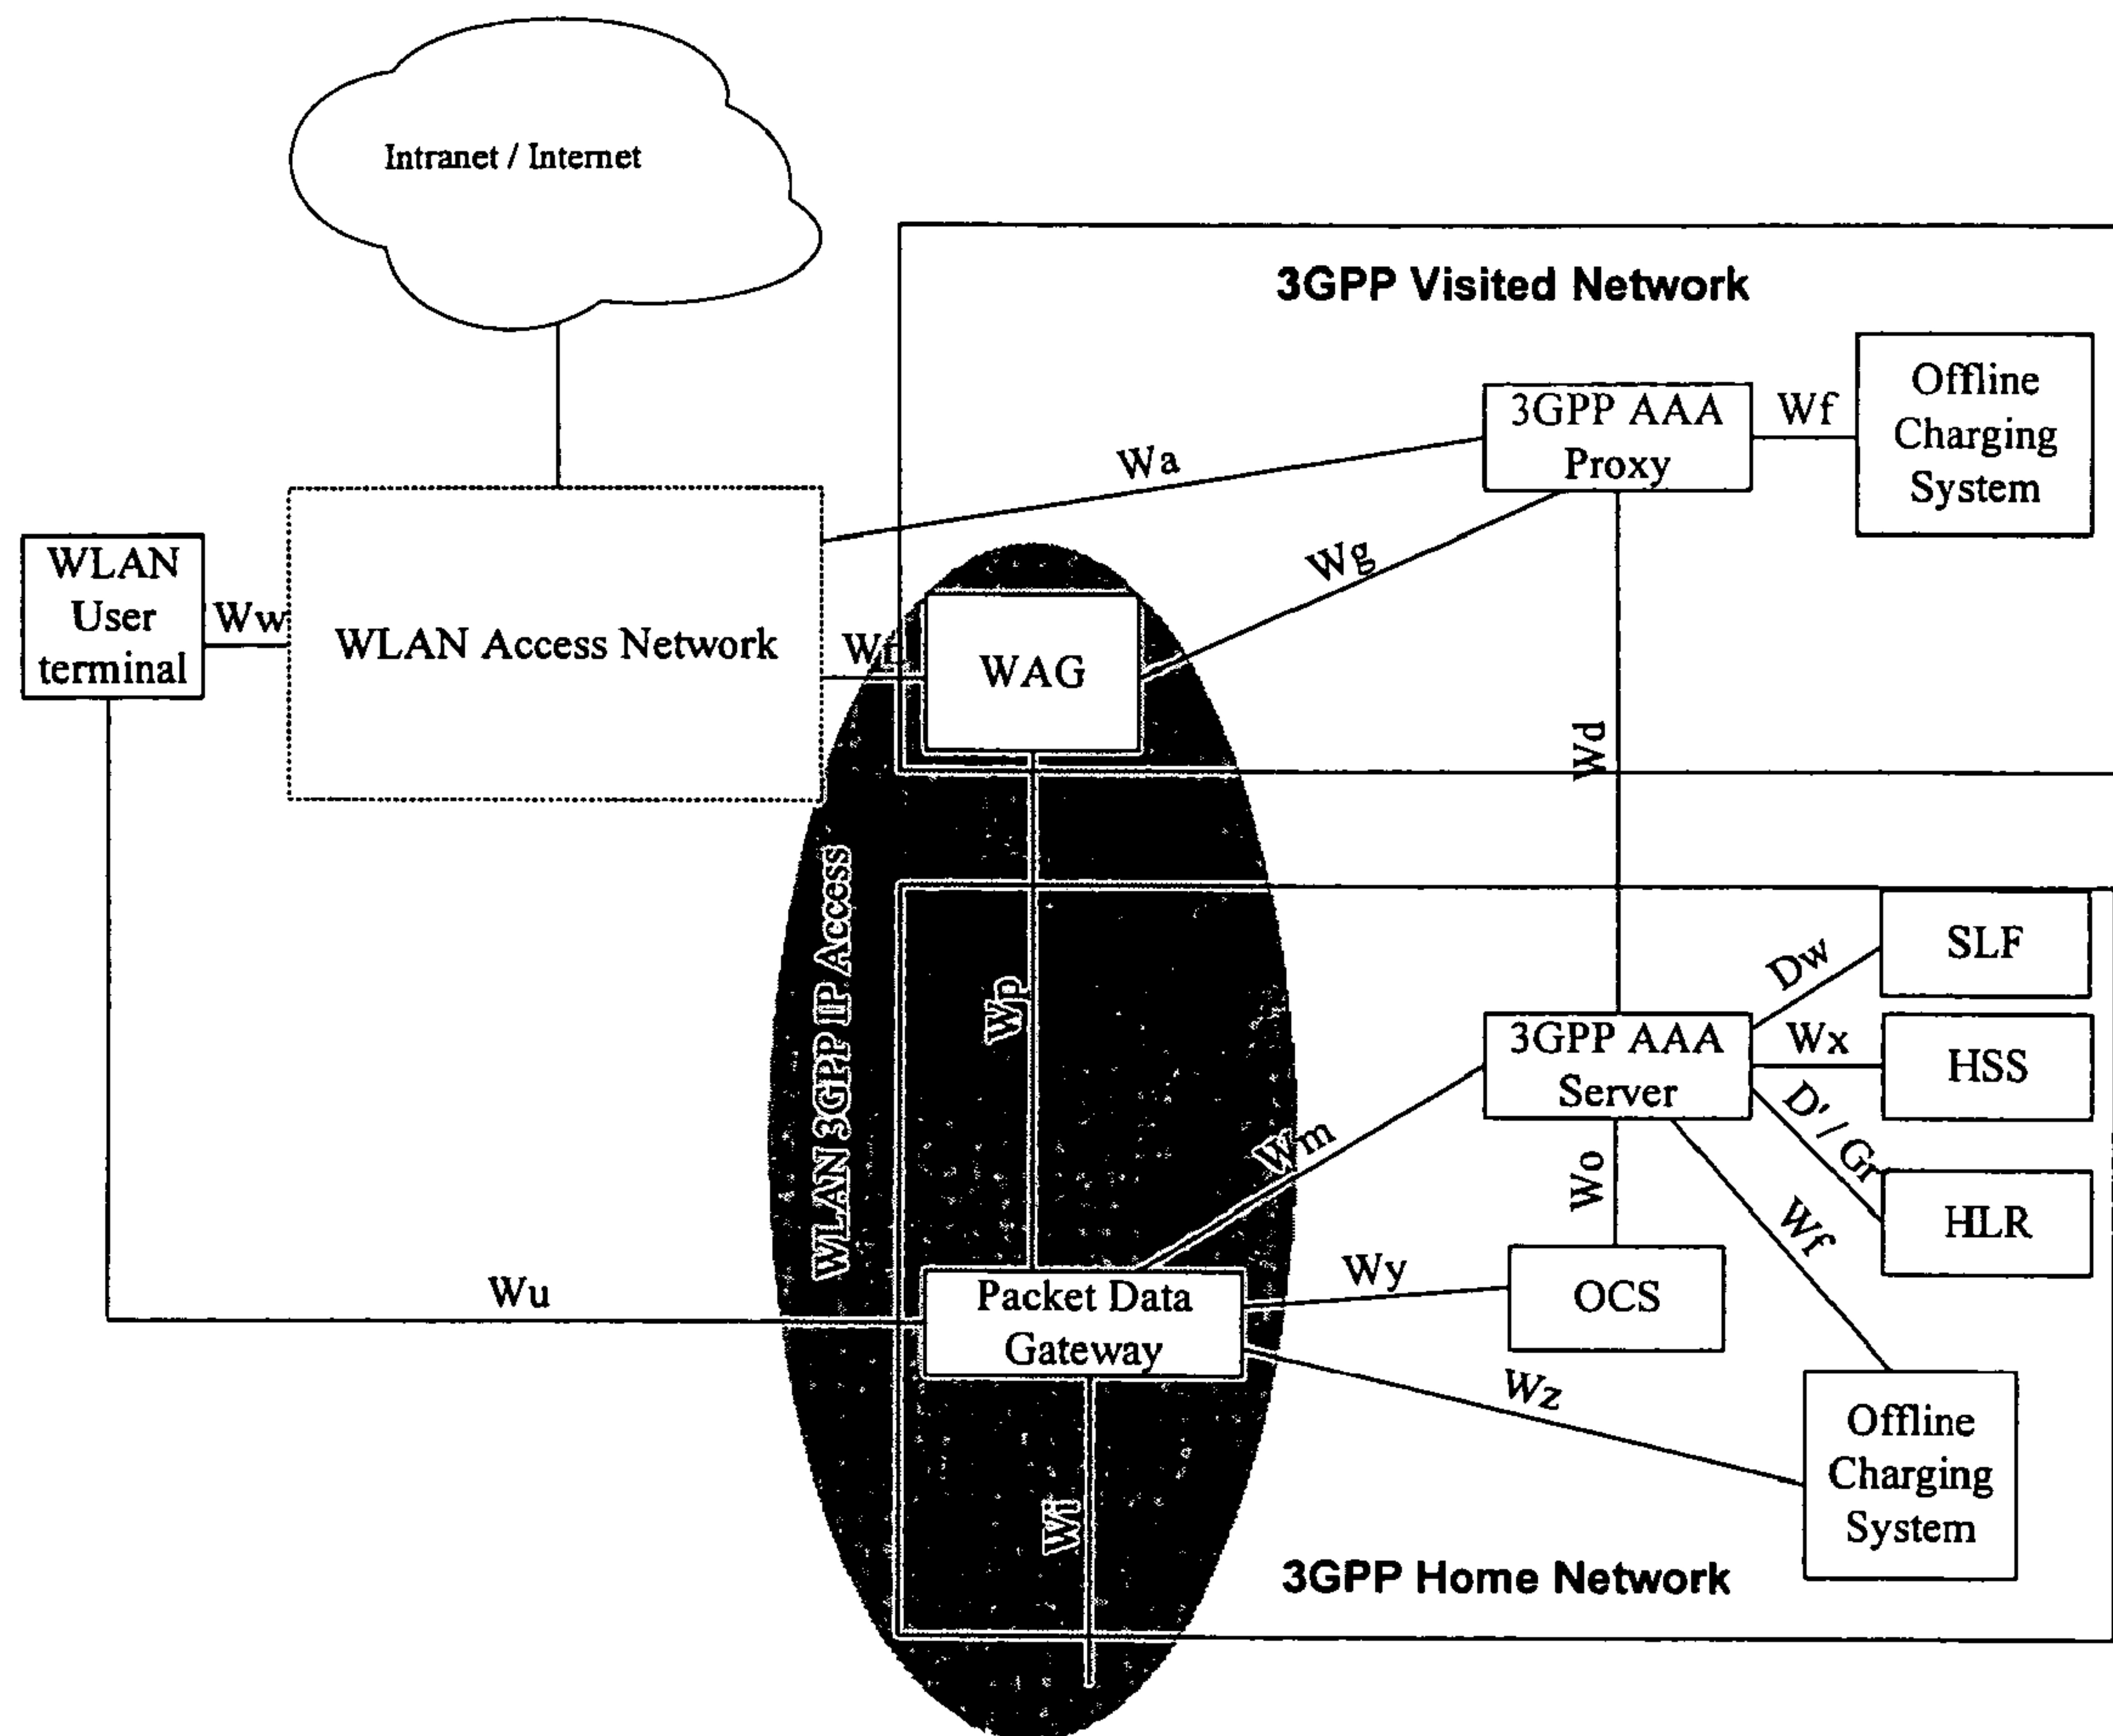 Intranet / Internet
3GPP Visited Network
Offline
Charging
System
3GPP AAA
Proxy
Wf
Wa
Wg
WLAN
User
terminal
Ww
WLAN Access Network
WAG
Wd
WLAN 3GPP IP Access
Wp
SLF
Dw
3GPP AAA
Server
Wx
HSS
D' / Gr
HLR
Wm
Wo
Wf
Wu
Packet Data
Gateway
Wy
OCS
Wz
Offline
Charging
System
Wi
3GPP Home Network